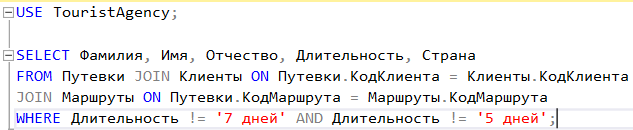 USE TouristAgency;
SELECT Фамилия, Имя, Отчество, Длительность, Страна
FROM Путевки JOIN Клиенты ON Путевки.КодКлиента = Клиенты.КодКлиента
JOIN Маршруты ON Путевки.КодМаршрута = Маршруты.КодМаршрута
WHERE Длительность != '7 дней' AND Длительность != '5 дней';